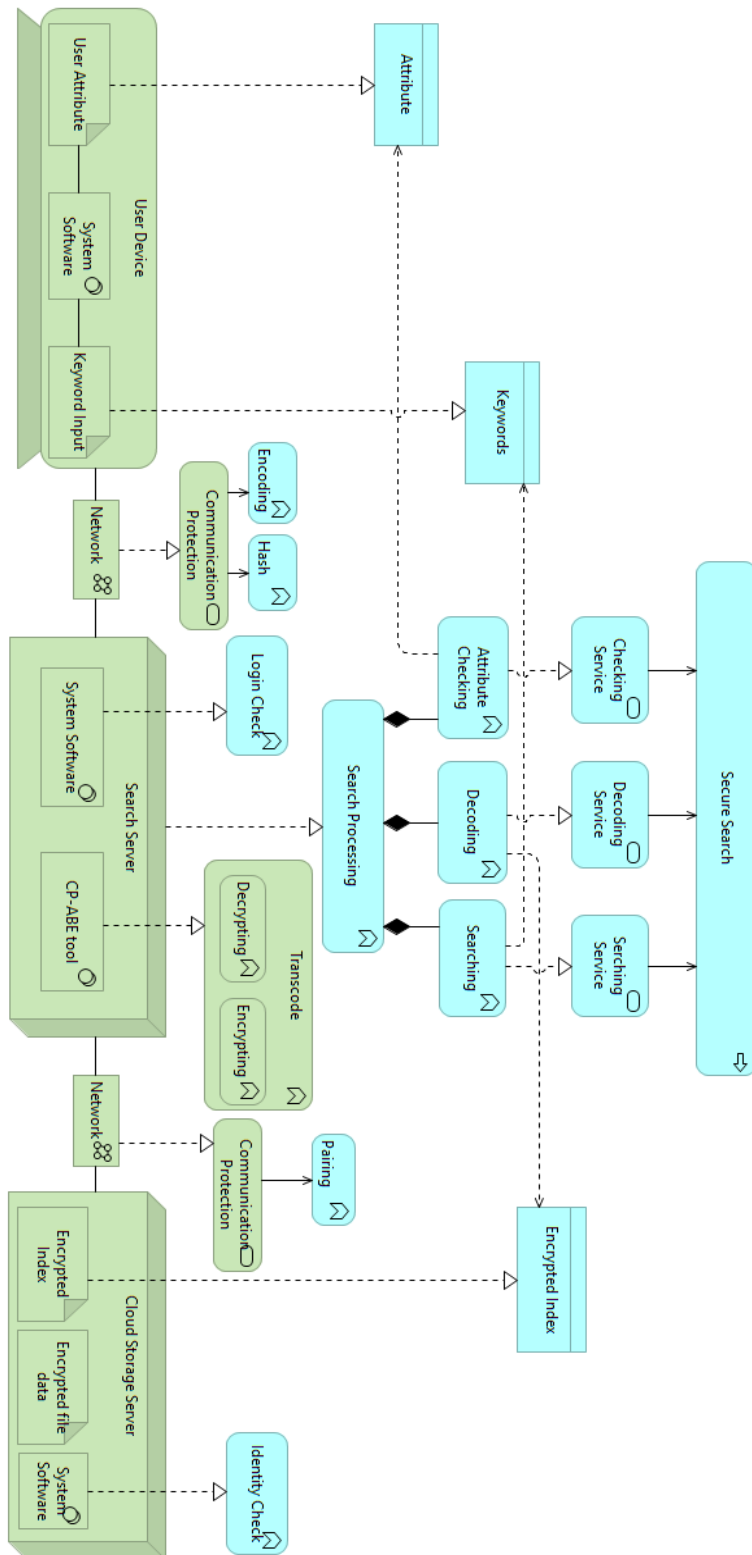 Secure Search
Checking
Service
Decoding
Service
Serching
Service
Attribute
Keywords
Encrypted Index
Attribute
Checking
Decoding
Searching
Search Processing
Encoding
Hash
Login Check
Pairing
Identity Check
Communication
Protection
Transcode
Decrypting
Encrypting
Communication
Protection
User Device
User Attribute
System
Software
Keyword Input
Network
Search Server
System Software
CP-ABE tool
Network
Cloud Storage Server
Encrypted
Index
Encrypted file
data
System
Software